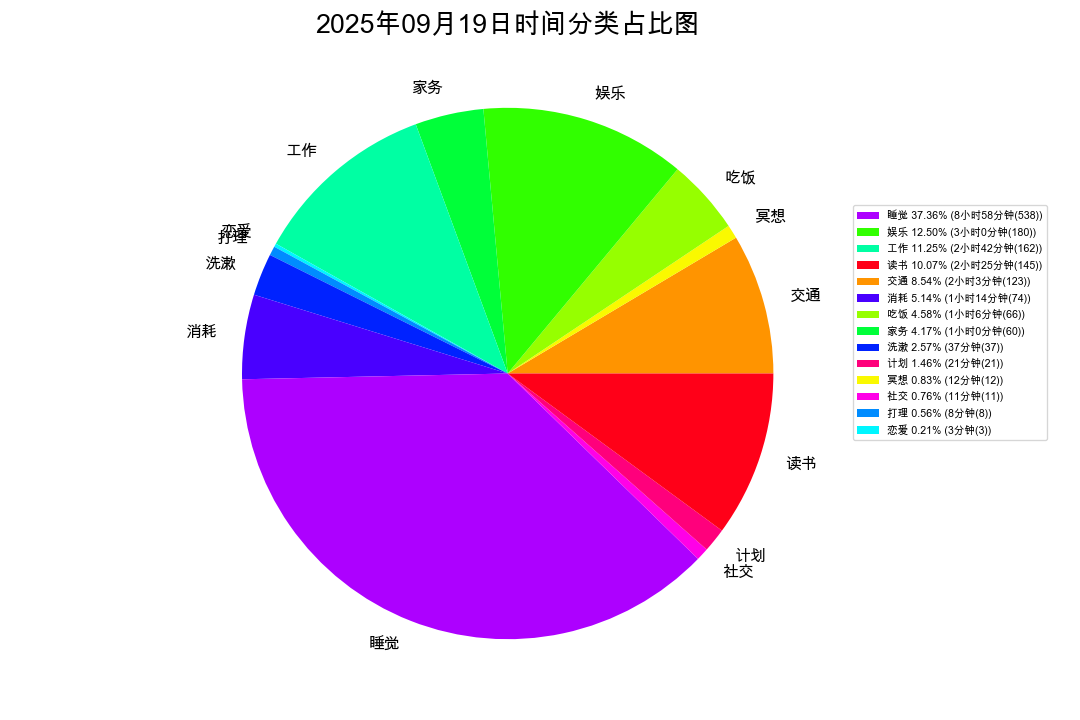 2025年09月19日时间分类占比图
家务
娱乐
工作
吃饭
冥想
恋爱
打理
洗漱
交通
消耗
读书
计划
社交
睡觉
睡觉 37.36% (8小时58分钟(538))
娱乐 12.50% (3小时0分钟(180))
工作 11.25% (2小时42分钟(162))
读书 10.07% (2小时25分钟(145))
交通 8.54% (2小时3分钟(123))
消耗 5.14% (1小时14分钟(74))
吃饭 4.58% (1小时6分钟(66))
家务 4.17% (1小时0分钟(60))
洗漱 2.57% (37分钟(37))
计划 1.46% (21分钟(21))
冥想 0.83% (12分钟(12))
社交 0.76% (11分钟(11))
打理 0.56% (8分钟(8))
恋爱 0.21% (3分钟(3))